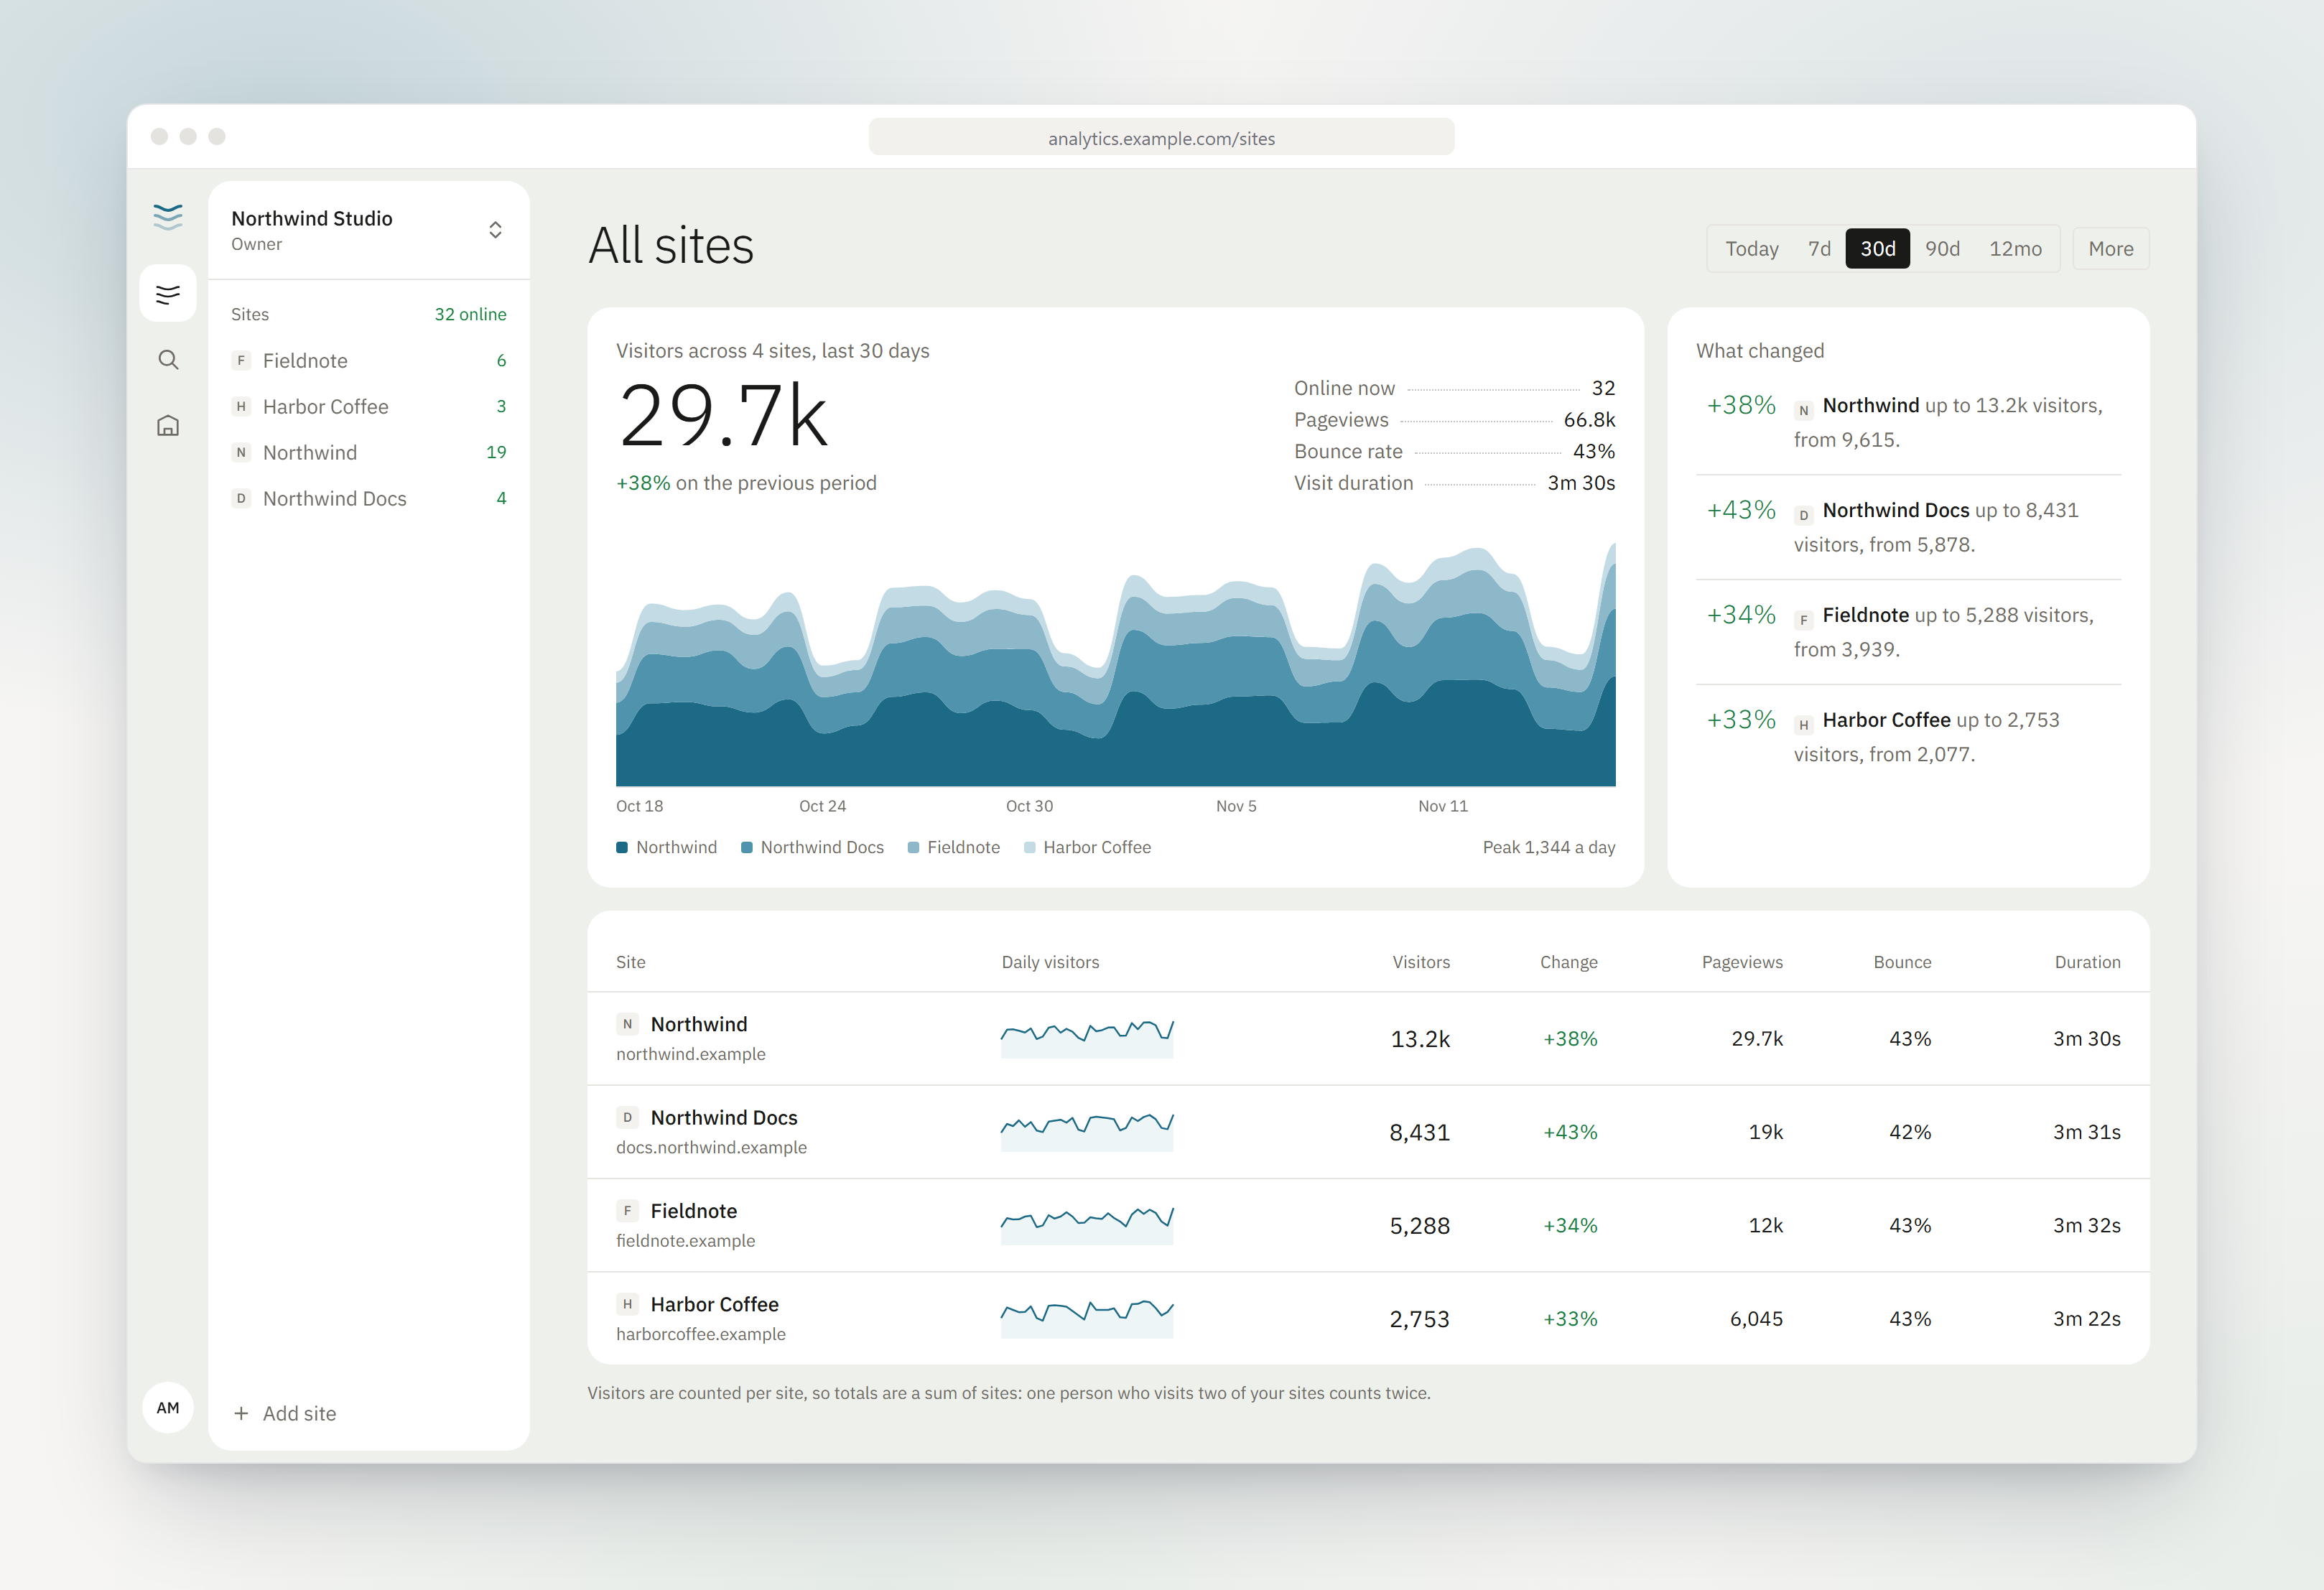 analytics.example.com/sites
Northwind Studio
Owner
Sites 32 online
F Fieldnote 6
H Harbor Coffee 3
N Northwind 19
D Northwind Docs 4
+ Add site
AM
All sites
Today 7d 30d 90d 12mo More
Visitors across 4 sites, last 30 days
29.7k
+38% on the previous period
Online now 32
Pageviews 66.8k
Bounce rate 43%
Visit duration 3m 30s
Oct 18 Oct 24 Oct 30 Nov 5 Nov 11
Northwind Northwind Docs Fieldnote Harbor Coffee Peak 1,344 a day
What changed
+38% N Northwind up to 13.2k visitors,
from 9,615.
+43% D Northwind Docs up to 8,431
visitors, from 5,878.
+34% F Fieldnote up to 5,288 visitors,
from 3,939.
+33% H Harbor Coffee up to 2,753
visitors, from 2,077.
Site Daily visitors Visitors Change Pageviews Bounce Duration
N Northwind 13.2k +38% 29.7k 43% 3m 30s
northwind.example
D Northwind Docs 8,431 +43% 19k 42% 3m 31s
docs.northwind.example
F Fieldnote 5,288 +34% 12k 43% 3m 32s
fieldnote.example
H Harbor Coffee 2,753 +33% 6,045 43% 3m 22s
harborcoffee.example
Visitors are counted per site, so totals are a sum of sites: one person who visits two of your sites counts twice.